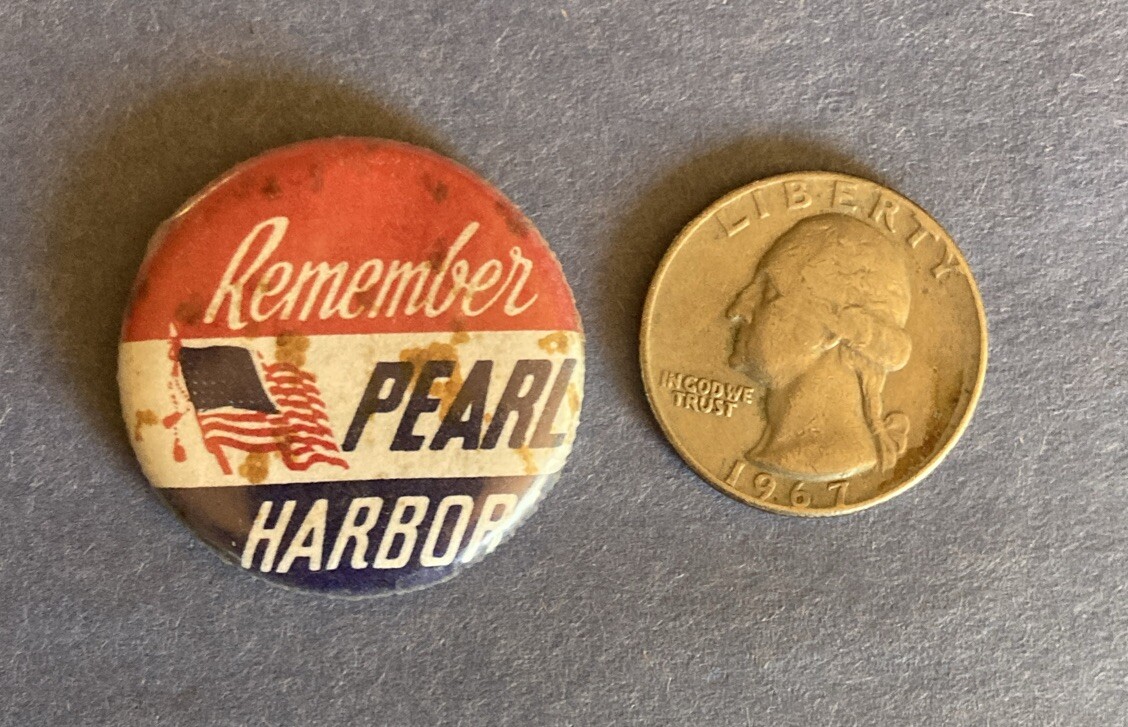 Remember
PEARL
HARBOR
LIBERTY
IN GOD WE
TRUST
1967